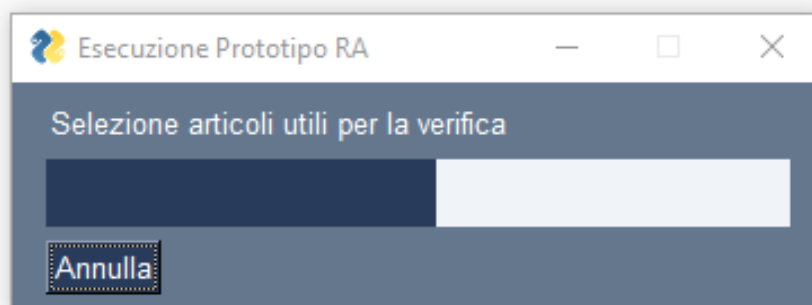 Esecuzione Prototipo RA
Selezione articoli utili per la verifica
Annulla